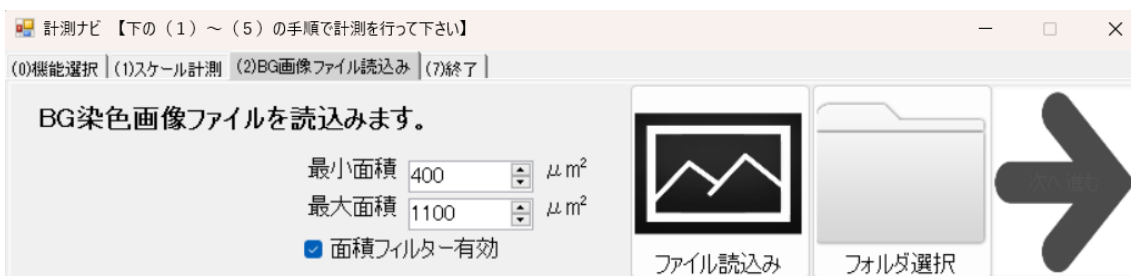 計測ナビ 【下の（1）～（5）の手順で計測を行って下さい】
(0)機能選択 (1)スケール計測 (2)BG画像ファイル読込み (7)終了
BG染色画像ファイルを読込みます。
最小面積 400 μm²
最大面積 1100 μm²
面積フィルター有効
ファイル読込み フォルダ選択 次へ進む